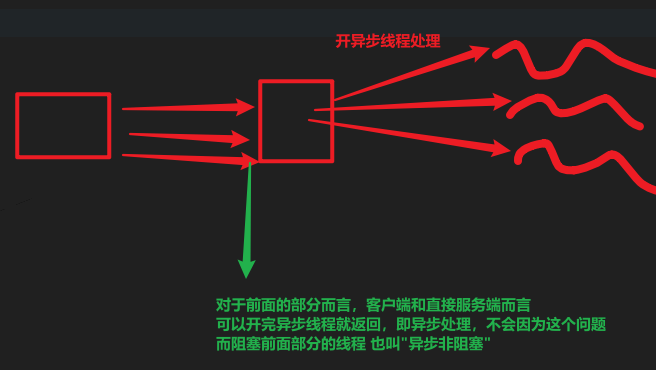 开异步线程处理
对于前面的部分而言，客户端和直接服务端而言
可以开完异步线程就返回，即异步处理，不会因为这个问题
而阻塞前面部分的线程 也叫"异步非阻塞"